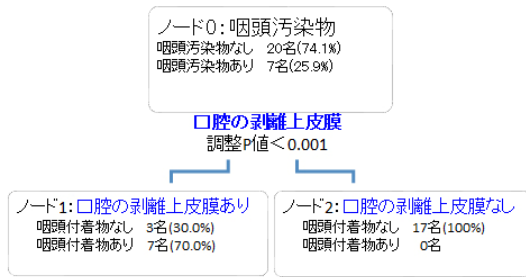 ノード0:咽頭汚染物
咽頭汚染物なし 20名(74.1%)
咽頭汚染物あり 7名(25.9%)
口腔の剥離上皮膜
調整P値<0.001
ノード1:口腔の剥離上皮膜あり
咽頭付着物なし 3名(30.0%)
咽頭付着物あり 7名(70.0%)
ノード2:口腔の剥離上皮膜なし
咽頭付着物なし 17名(100%)
咽頭付着物あり 0名